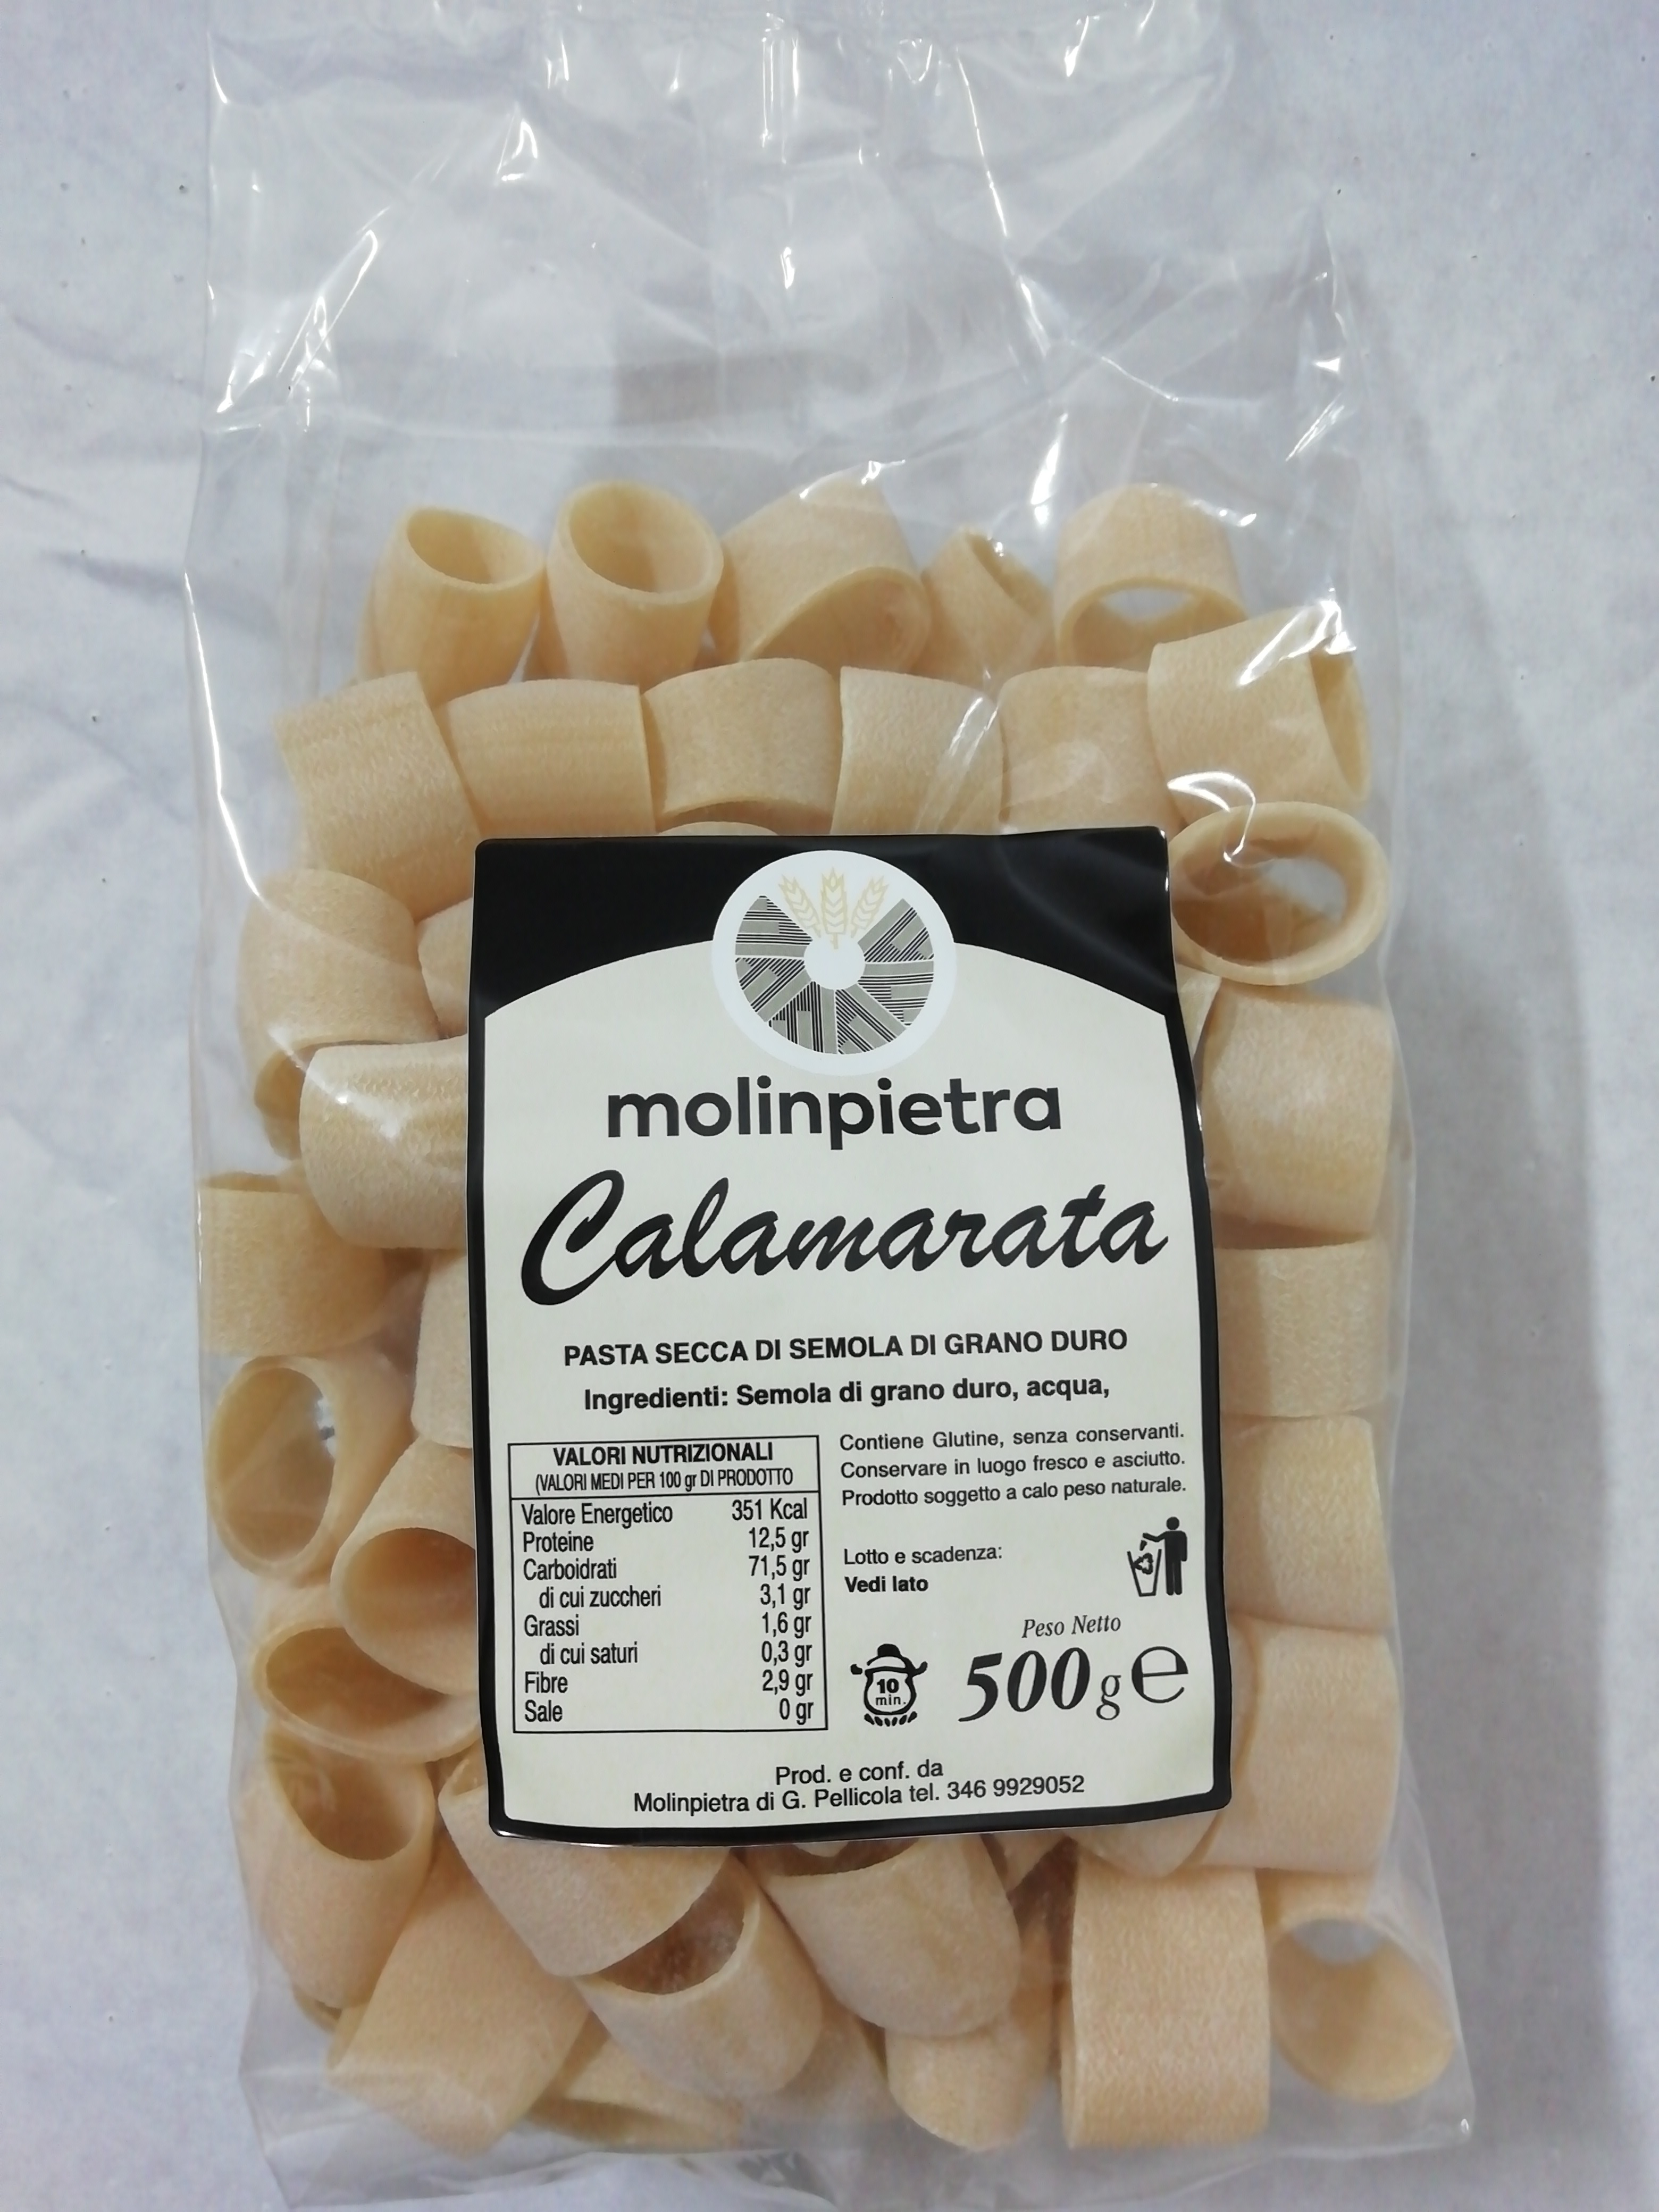 molinpietra
Calamarata
PASTA SECCA DI SEMOLA DI GRANO DURO
Ingredienti: Semola di grano duro, acqua,
VALORI NUTRIZIONALI
(VALORI MEDI PER 100 gr DI PRODOTTO
Valore Energetico 351 Kcal
Proteine 12,5 gr
Carboidrati 71,5 gr
di cui zuccheri 3,1 gr
Grassi 1,6 gr
di cui saturi 0,3 gr
Fibre 2,9 gr
Sale 0 gr
Contiene Glutine, senza conservanti.
Conservare in luogo fresco e asciutto.
Prodotto soggetto a calo peso naturale.
Lotto e scadenza:
Vedi lato
10
min.
Peso Netto
500g e
Prod. e conf. da
Molinpietra di G. Pellicola tel. 346 9929052